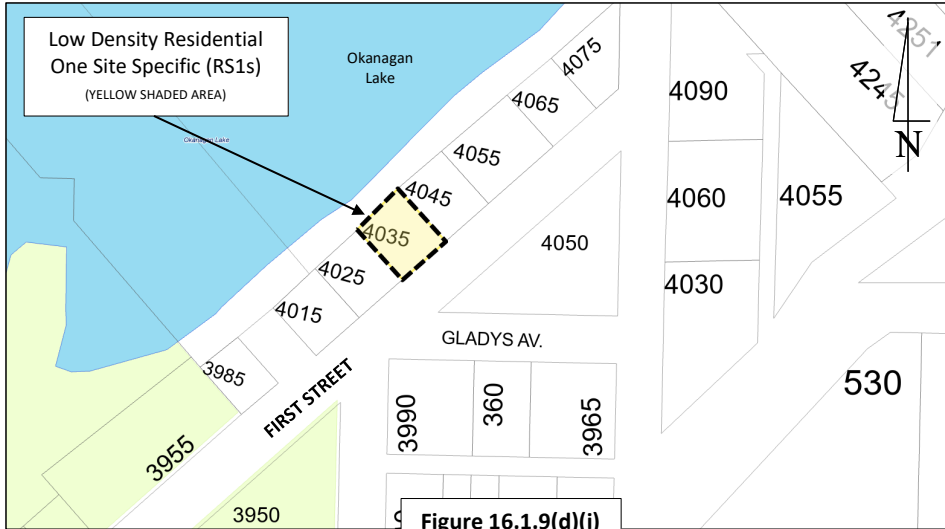 Low Density Residential
One Site Specific (RS1s)
(YELLOW SHADED AREA)
Okanagan
Lake
Okanagan Lake
4075
4065
4055
4045
4035
4025
4015
3985
3955
3950
FIRST STREET
4050
GLADYS AV.
3990
360
3965
4090
4060
4030
4055
4251
4245
N
530
Figure 16.1.9(d)(i)